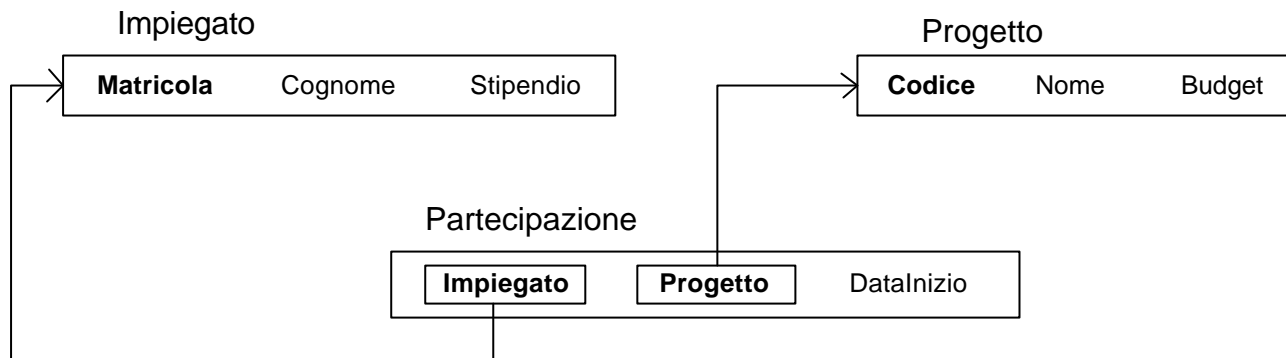 Impiegato
Matricola Cognome Stipendio
Progetto
Codice Nome Budget
Partecipazione
Impiegato Progetto DataInizio